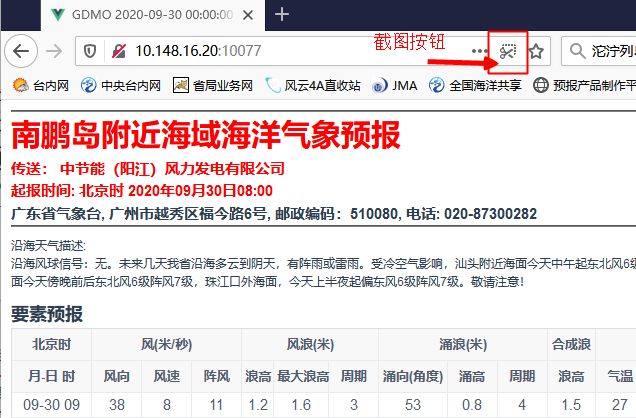 GDMO 2020-09-30 00:00:00
截图按钮
10.148.16.20:10077
沱泞列
台内网 中央台内网 省局业务网 风云4A直收站 JMA 全国海洋共享 预报产品制作平
南鹏岛附近海域海洋气象预报
传送: 中节能（阳江）风力发电有限公司
起报时间: 北京时 2020年09月30日08:00
广东省气象台, 广州市越秀区福今路6号, 邮政编码：510080, 电话: 020-87300282
沿海天气描述:
沿海风球信号：无。未来几天我省沿海多云到阴天，有阵雨或雷雨。受冷空气影响，汕头附近海面今天中午起东北风6级
面今天傍晚前后东北风6级阵风7级，珠江口外海面，今天上半夜起偏东风6级阵风7级。敬请注意！
要素预报
北京时 风(米/秒) 风浪(米) 涌浪(米) 合成浪
月-日 时 风向 风速 阵风 浪高 最大浪高 周期 涌向(角度) 涌高 周期 浪高 气温
09-30 09 38 8 11 1.2 1.6 3 53 0.8 4 1.5 27